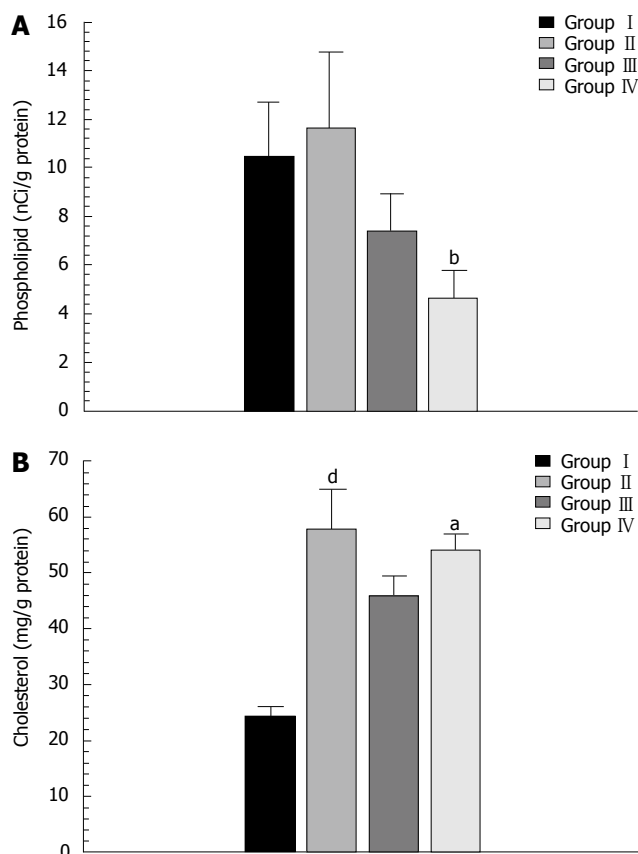 A
16
14
12
10
8
6
4
2
0
Phospholipid (nCi/g protein)
Group Ⅰ
Group Ⅱ
Group Ⅲ
Group Ⅳ
b
B
70
60
50
40
30
20
10
0
Cholesterol (mg/g protein)
Group Ⅰ
Group Ⅱ
Group Ⅲ
Group Ⅳ
d
a